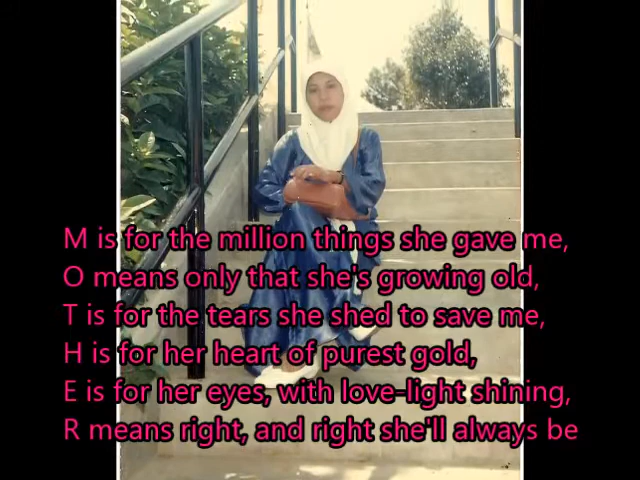 M is for the million things she gave me,
O means only that she's growing old,
T is for the tears she shed to save me,
H is for her heart of purest gold,
E is for her eyes, with love-light shining,
R means right, and right she'll always be